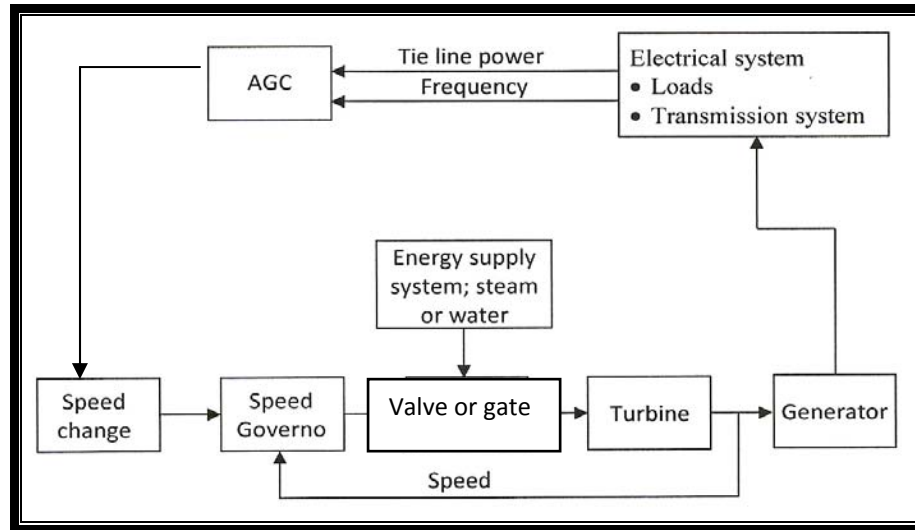 AGC
Tie line power
Frequency
Electrical system
• Loads
• Transmission system
Energy supply
system; steam
or water
Speed
change
Speed
Governo
Valve or gate
Turbine
Generator
Speed